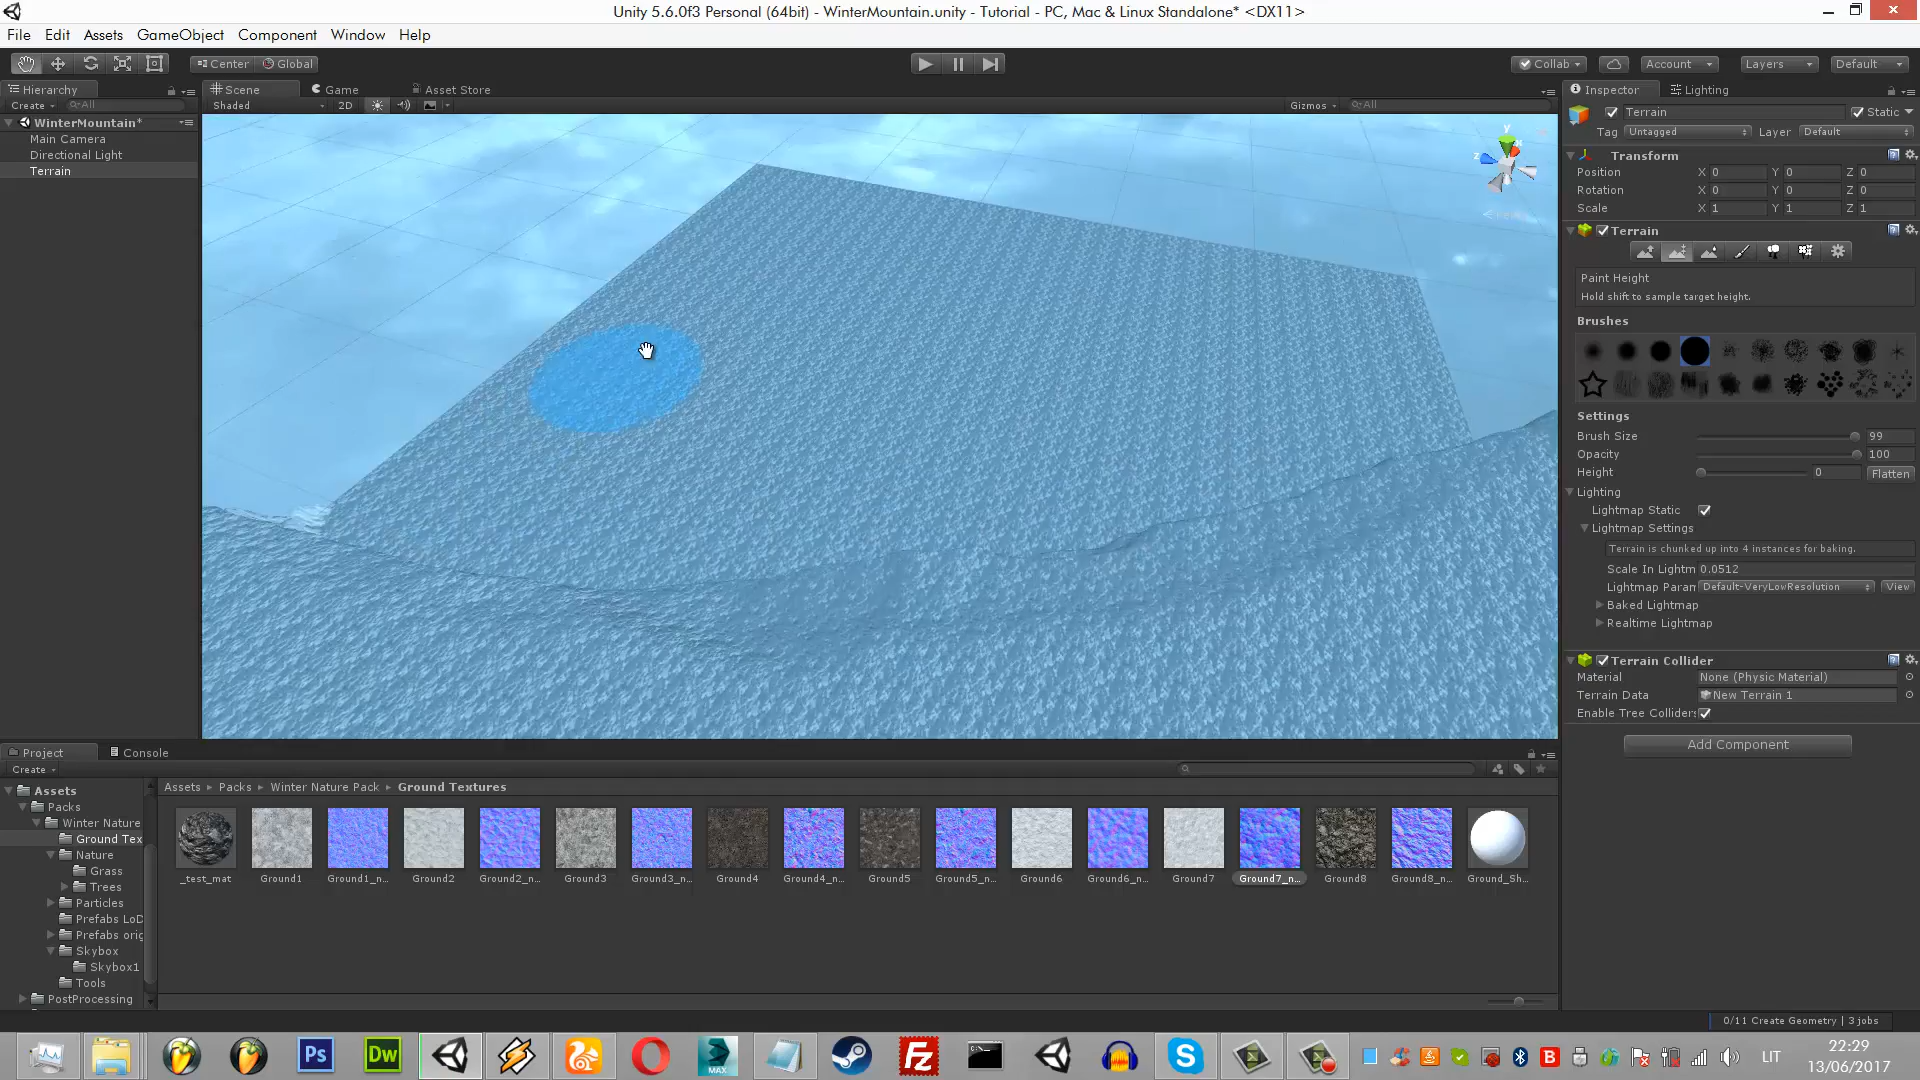 Unity 5.6.0f3 Personal (64bit) - WinterMountain.unity - Tutorial - PC, Mac & Linux Standalone* <DX11>
File Edit Assets GameObject Component Window Help
Center Global
Collab Account Layers Default
Hierarchy
Create All
WinterMountain*
Main Camera
Directional Light
Terrain
Scene Game Asset Store
Shaded 2D Gizmos All
y
x
z
Inspector Lighting
Terrain Static
Tag Untagged Layer Default
Transform
Position X 0 Y 0 Z 0
Rotation X 0 Y 0 Z 0
Scale X 1 Y 1 Z 1
Terrain
Paint Height
Hold shift to sample target height.
Brushes
Settings
Brush Size 99
Opacity 100
Height 0 Flatten
Lighting
Lightmap Static
Lightmap Settings
Terrain is chunked up into 4 instances for baking.
Scale In Lightm 0.0512
Lightmap Paran Default-VeryLowResolution View
Baked Lightmap
Realtime Lightmap
Terrain Collider
Material None (Physic Material)
Terrain Data New Terrain 1
Enable Tree Colliders
Add Component
Project Console
Create
Assets
Packs
Winter Nature
Ground Tex
Nature
Grass
Trees
Particles
Prefabs LoD
Prefabs orig
Skybox
Skybox1
Tools
PostProcessing
Assets Packs Winter Nature Pack Ground Textures
_test_mat Ground1 Ground1_n... Ground2 Ground2_n... Ground3 Ground3_n... Ground4 Ground4_n... Ground5 Ground5_n... Ground6 Ground6_n... Ground7 Ground7_n... Ground8 Ground8_n... Ground_Sh...
0/11 Create Geometry | 3 jobs
Ps Dw MAX Fz S B LIT
22:29
13/06/2017